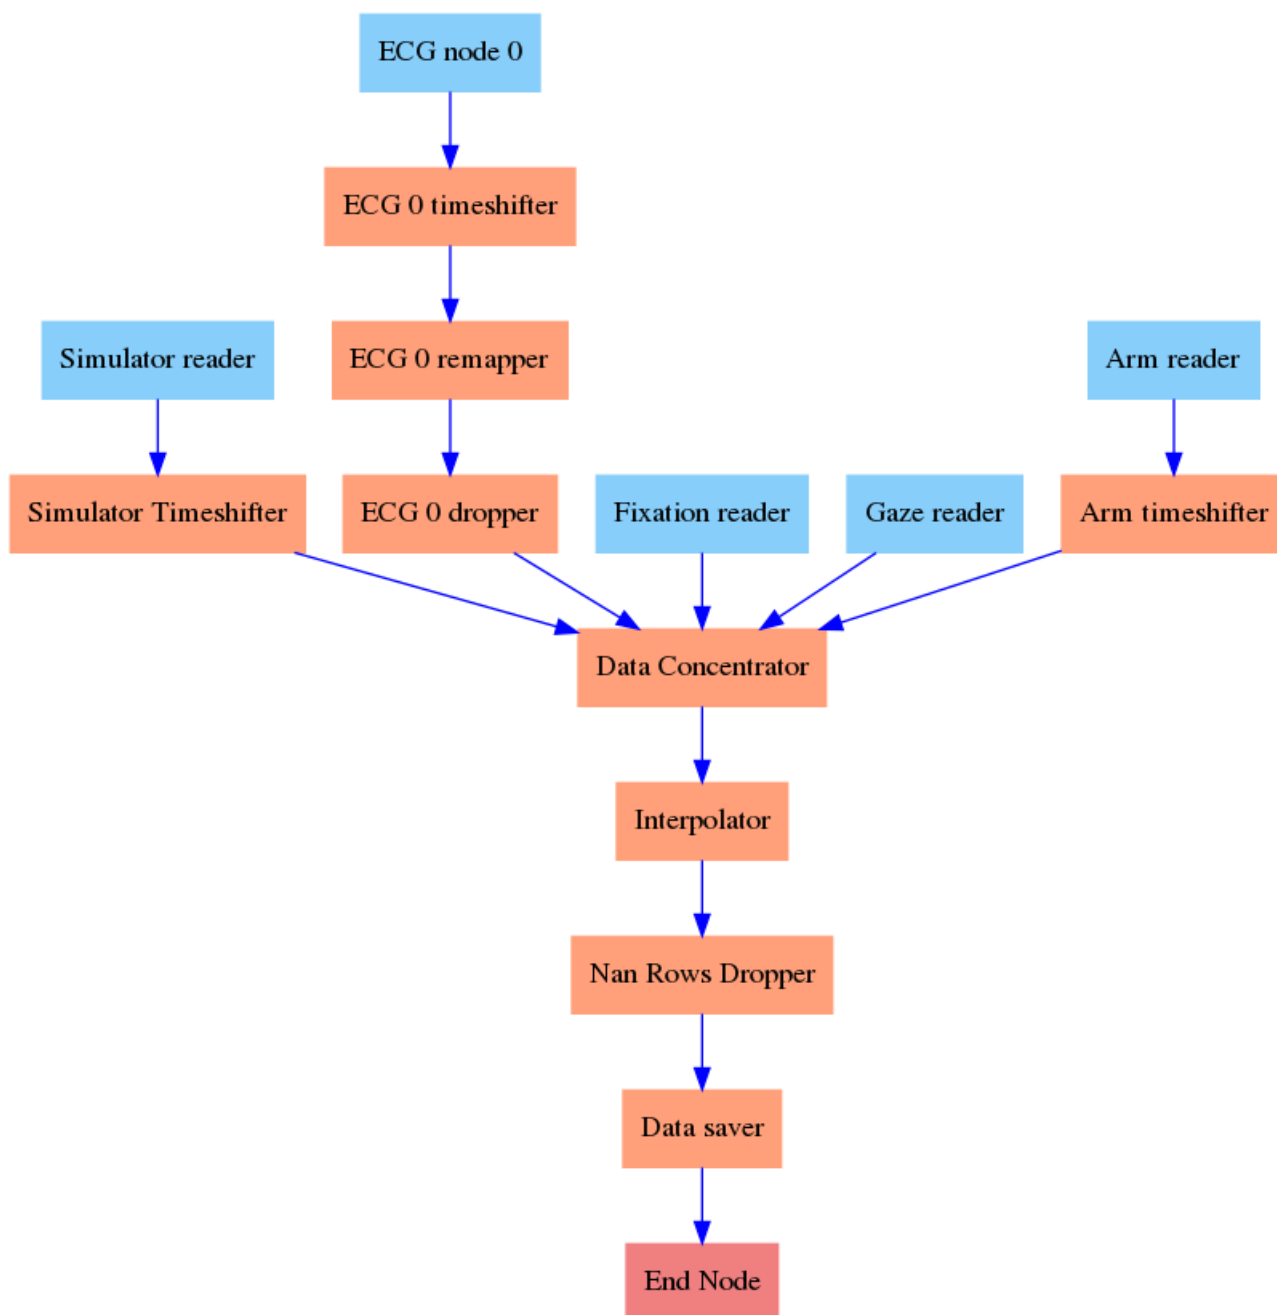 ECG node 0
ECG 0 timeshifter
Simulator reader
ECG 0 remapper
Arm reader
Simulator Timeshifter
ECG 0 dropper
Fixation reader
Gaze reader
Arm timeshifter
Data Concentrator
Interpolator
Nan Rows Dropper
Data saver
End Node